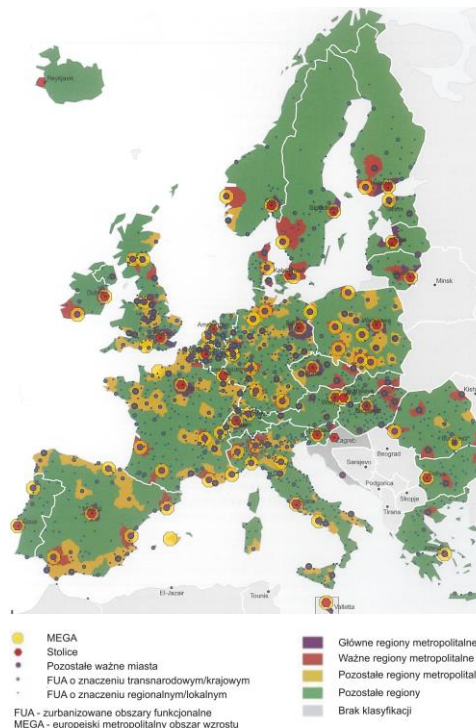 Reykjavik
Minsk
Kish
Zagreb
Beograd
Sarajevo
Podgorica
Skopje
Tirana
El-Jazair
Tounis
Valletta
MEGA
Stolice
Pozostałe ważne miasta
FUA o znaczeniu transnarodowym/krajowym
FUA o znaczeniu regionalnym/lokalnym
FUA - zurbanizowane obszary funkcjonalne
MEGA - europejski metropolitalny obszar wzrostu
Główne regiony metropolitalne
Ważne regiony metropolitalne
Pozostałe regiony metropolital
Pozostałe regiony
Brak klasyfikacji